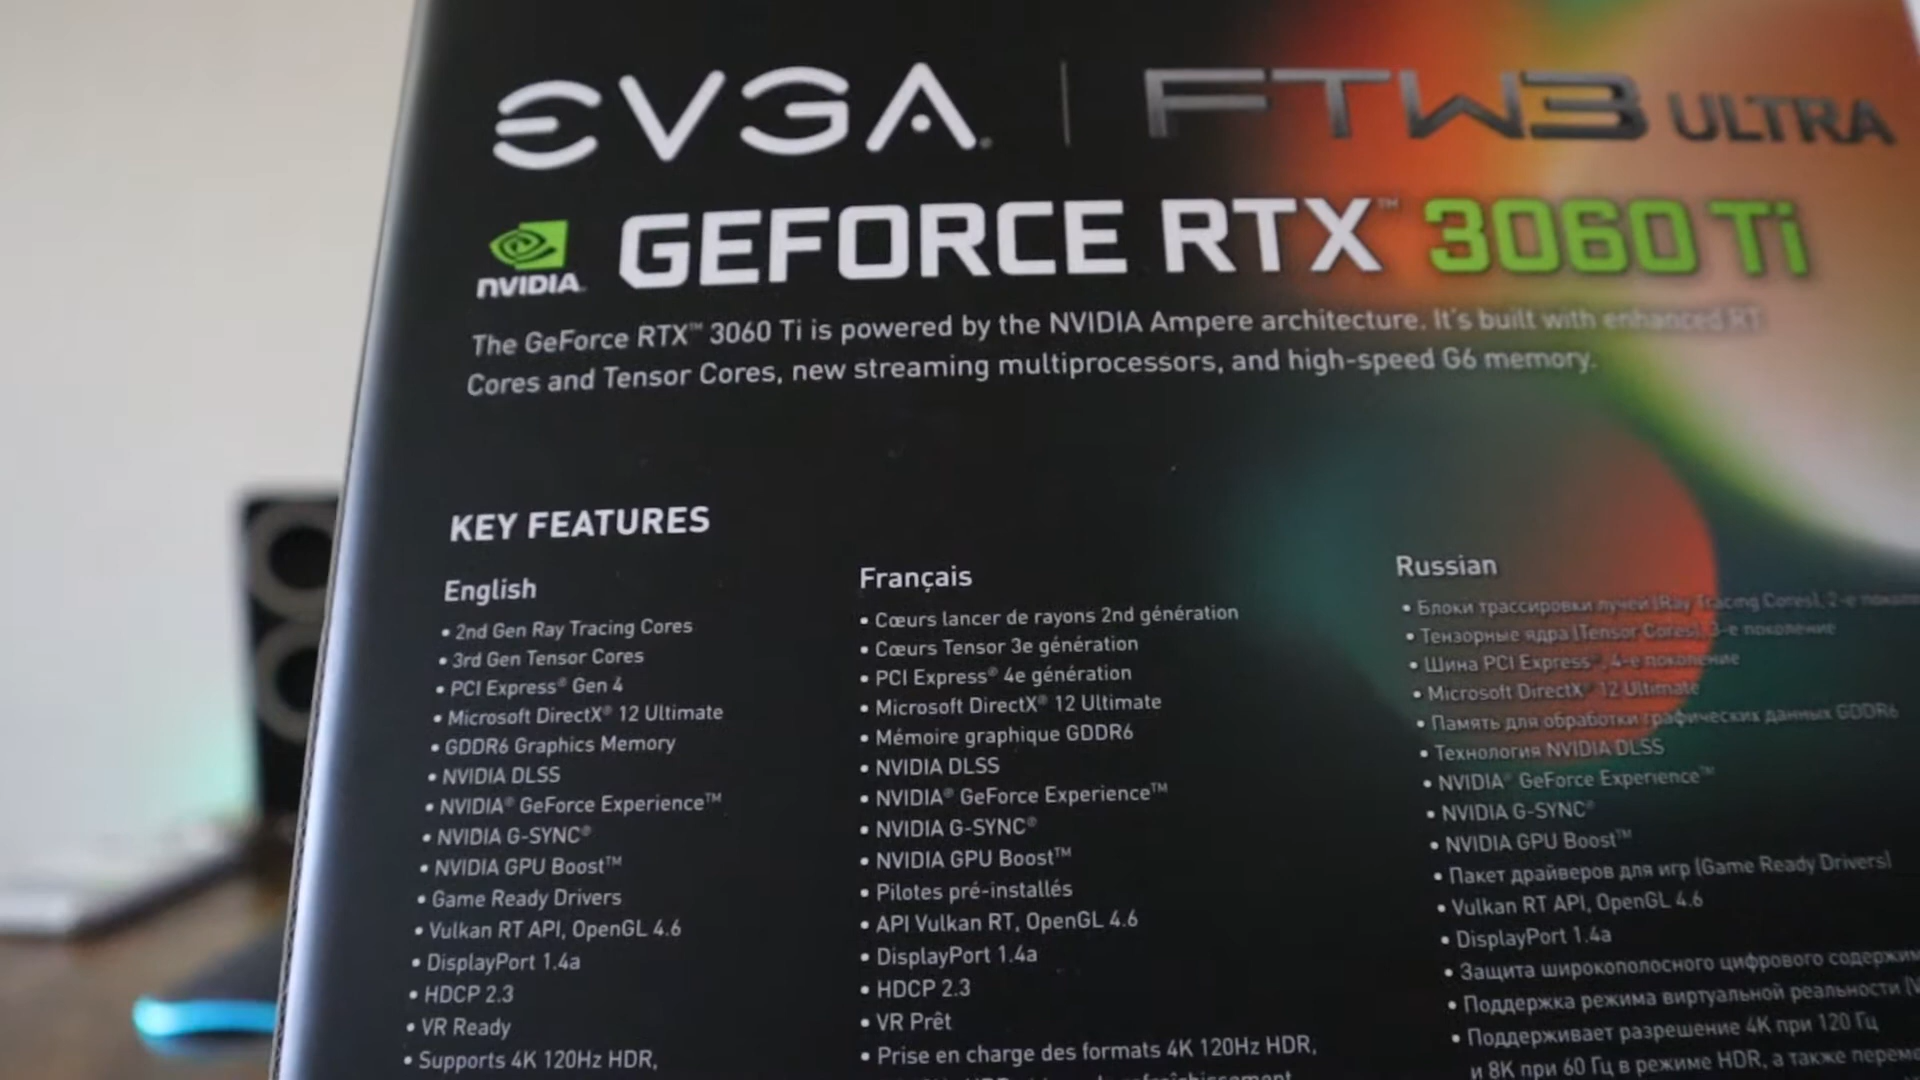 EVGA | FTW3 ULTRA
NVIDIA GEFORCE RTX™ 3060 Ti
The GeForce RTX™ 3060 Ti is powered by the NVIDIA Ampere architecture. It's built with enhanced RT
Cores and Tensor Cores, new streaming multiprocessors, and high-speed G6 memory.
KEY FEATURES
English
• 2nd Gen Ray Tracing Cores
• 3rd Gen Tensor Cores
• PCI Express® Gen 4
• Microsoft DirectX® 12 Ultimate
• GDDR6 Graphics Memory
• NVIDIA DLSS
• NVIDIA® GeForce Experience™
• NVIDIA G-SYNC®
• NVIDIA GPU Boost™
• Game Ready Drivers
• Vulkan RT API, OpenGL 4.6
• DisplayPort 1.4a
• HDCP 2.3
• VR Ready
• Supports 4K 120Hz HDR,
Français
• Cœurs lancer de rayons 2nd génération
• Cœurs Tensor 3e génération
• PCI Express® 4e génération
• Microsoft DirectX® 12 Ultimate
• Mémoire graphique GDDR6
• NVIDIA DLSS
• NVIDIA® GeForce Experience™
• NVIDIA G-SYNC®
• NVIDIA GPU Boost™
• Pilotes pré-installés
• API Vulkan RT, OpenGL 4.6
• DisplayPort 1.4a
• HDCP 2.3
• VR Prêt
• Prise en charge des formats 4K 120Hz HDR,
Russian
• Блоки трассировки лучей (Ray Tracing Cores), 2-е
• Тензорные ядра (Tensor Cores), 3-е поколение
• Шина PCI Express®, 4-е поколение
• Microsoft DirectX® 12 Ultimate
• Память для обработки графических данных GDDR6
• Технология NVIDIA DLSS
• NVIDIA® GeForce Experience™
• NVIDIA G-SYNC®
• NVIDIA GPU Boost™
• Пакет драйверов для игр (Game Ready Drivers)
• Vulkan RT API, OpenGL 4.6
• DisplayPort 1.4a
• Защита широкополосного цифрового
• Поддержка режима виртуальной реальности
• Поддерживает разрешение 4K при 120 Гц
и 8K при 60 Гц в режиме HDR, а также